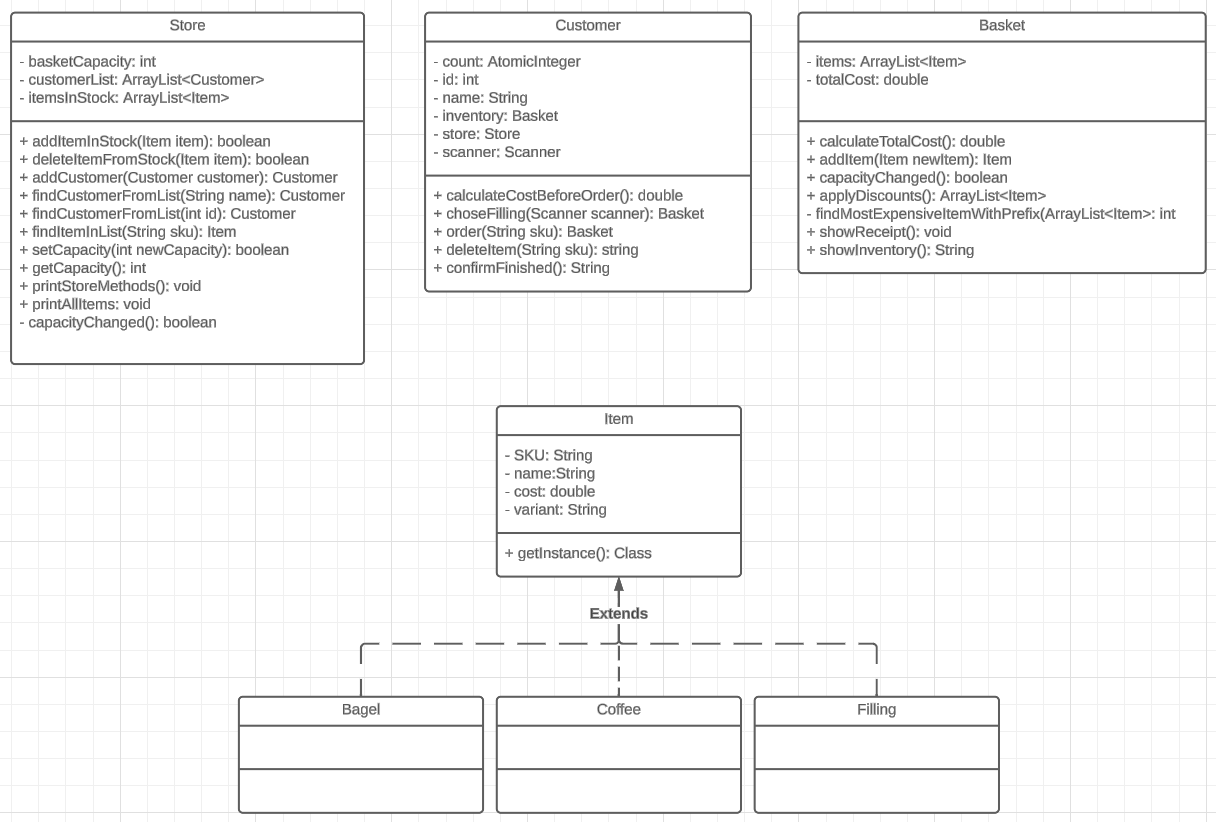 Store
- basketCapacity: int
- customerList: ArrayList<Customer>
- itemsInStock: ArrayList<Item>
+ addItemInStock(Item item): boolean
+ deleteItemFromStock(Item item): boolean
+ addCustomer(Customer customer): Customer
+ findCustomerFromList(String name): Customer
+ findCustomerFromList(int id): Customer
+ findItemInList(String sku): Item
+ setCapacity(int newCapacity): boolean
+ getCapacity(): int
+ printStoreMethods(): void
+ printAllItems: void
- capacityChanged(): boolean
Customer
- count: AtomicInteger
- id: int
- name: String
- inventory: Basket
- store: Store
- scanner: Scanner
+ calculateCostBeforeOrder(): double
+ choseFilling(Scanner scanner): Basket
+ order(String sku): Basket
+ deleteItem(String sku): string
+ confirmFinished(): String
Basket
- items: ArrayList<Item>
- totalCost: double
+ calculateTotalCost(): double
+ addItem(Item newItem): Item
+ capacityChanged(): boolean
+ applyDiscounts(): ArrayList<Item>
- findMostExpensiveItemWithPrefix(ArrayList<Item>: int
+ showReceipt(): void
+ showInventory(): String
Item
- SKU: String
- name:String
- cost: double
- variant: String
+ getInstance(): Class
Extends
Bagel
Coffee
Filling